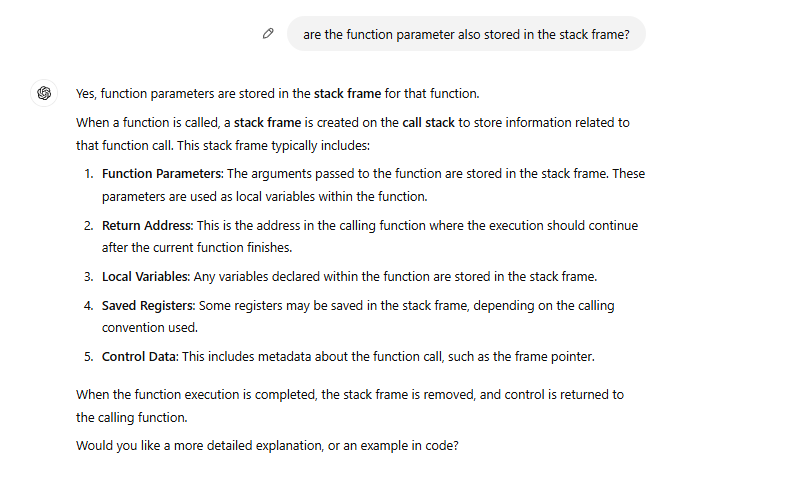 are the function parameter also stored in the stack frame?
Yes, function parameters are stored in the stack frame for that function.
When a function is called, a stack frame is created on the call stack to store information related to
that function call. This stack frame typically includes:
1. Function Parameters: The arguments passed to the function are stored in the stack frame. These
parameters are used as local variables within the function.
2. Return Address: This is the address in the calling function where the execution should continue
after the current function finishes.
3. Local Variables: Any variables declared within the function are stored in the stack frame.
4. Saved Registers: Some registers may be saved in the stack frame, depending on the calling
convention used.
5. Control Data: This includes metadata about the function call, such as the frame pointer.
When the function execution is completed, the stack frame is removed, and control is returned to
the calling function.
Would you like a more detailed explanation, or an example in code?